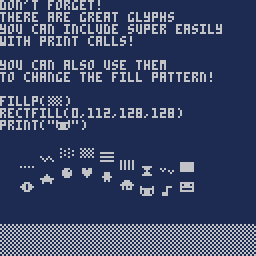 DON'T FORGET!
THERE ARE GREAT GLYPHS
YOU CAN INCLUDE SUPER EASILY
WITH PRINT CALLS!
YOU CAN ALSO USE THEM
TO CHANGE THE FILL PATTERN!
FILLP(▒)
RECTFILL(0,112,128,128)
PRINT("🐱")